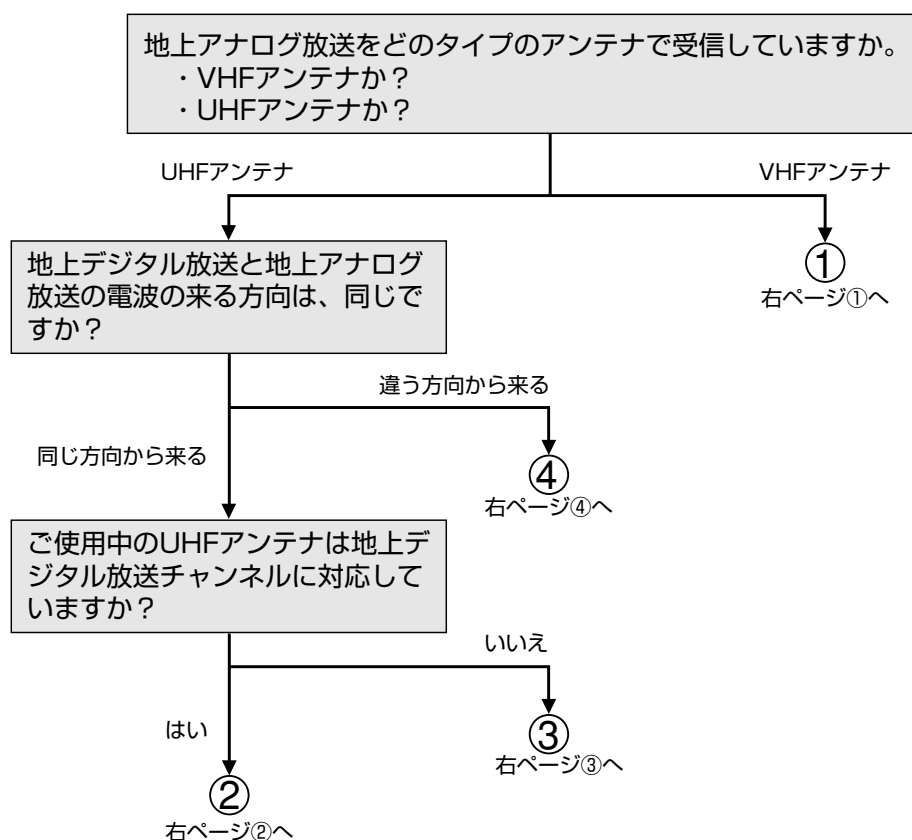 地上アナログ放送をどのタイプのアンテナで受信していますか。
・VHFアンテナか？
・UHFアンテナか？
UHFアンテナ
VHFアンテナ
地上デジタル放送と地上アナログ
放送の電波の来る方向は、同じで
すか？
①
右ページ①へ
違う方向から来る
同じ方向から来る
④
右ページ④へ
ご使用中のUHFアンテナは地上デ
ジタル放送チャンネルに対応して
いますか？
いいえ
はい
③
右ページ③へ
②
右ページ②へ